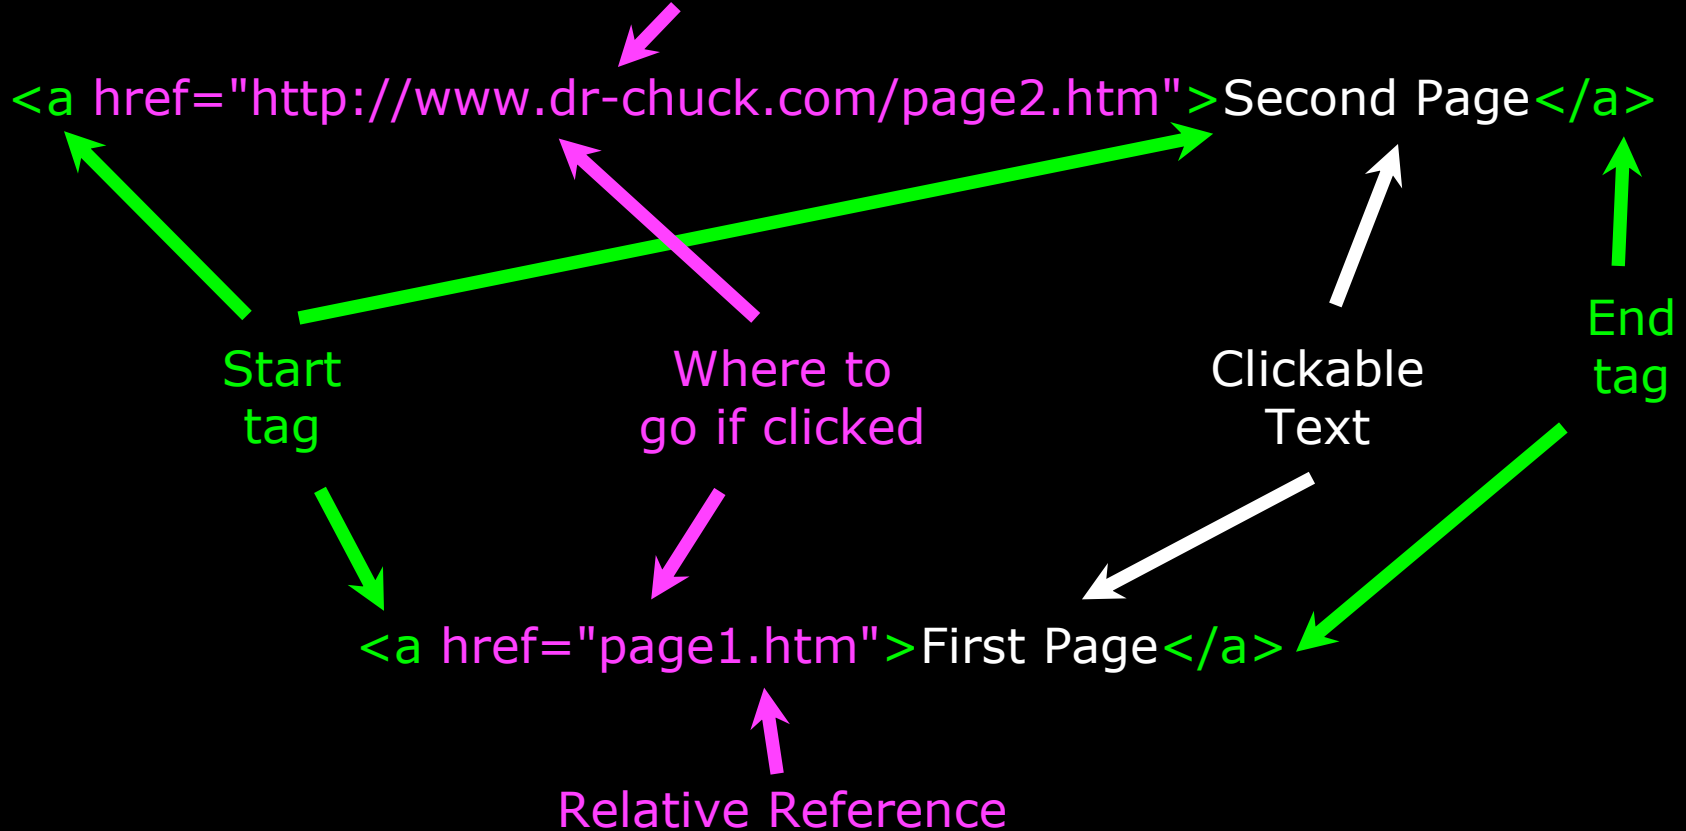 <a href="http://www.dr-chuck.com/page2.htm">Second Page</a>
Start
tag
Where to
go if clicked
Clickable
Text
End
tag
<a href="page1.htm">First Page</a>
Relative Reference